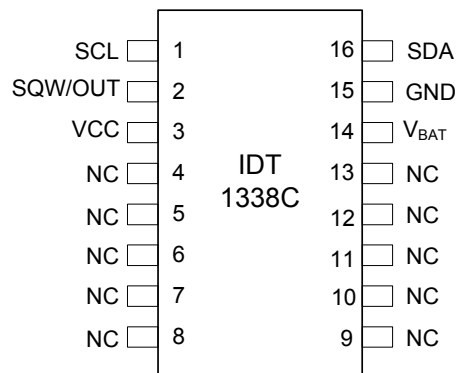 SCL 1 16 SDA
SQW/OUT 2 15 GND
VCC 3 14 VBAT
NC 4 IDT 13 NC
1338C
NC 5 12 NC
NC 6 11 NC
NC 7 10 NC
NC 8 9 NC